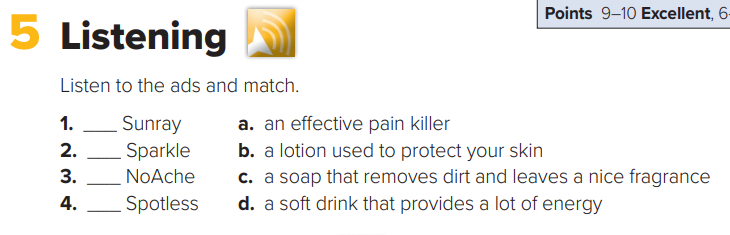 Points 9–10 Excellent, 6-
5 Listening
Listen to the ads and match.
1. ___ Sunray a. an effective pain killer
2. ___ Sparkle b. a lotion used to protect your skin
3. ___ NoAche c. a soap that removes dirt and leaves a nice fragrance
4. ___ Spotless d. a soft drink that provides a lot of energy